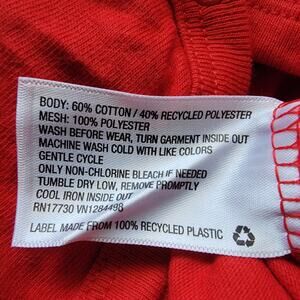 BODY: 60% COTTON / 40% RECYCLED POLYESTER
MESH: 100% POLYESTER
WASH BEFORE WEAR, TURN GARMENT INSIDE OUT
MACHINE WASH COLD WITH LIKE COLORS
GENTLE CYCLE
ONLY NON-CHLORINE BLEACH IF NEEDED
TUMBLE DRY LOW, REMOVE PROMPTLY
COOL IRON INSIDE OUT
RN17730 VN1284498
LABEL MADE FROM 100% RECYCLED PLASTIC